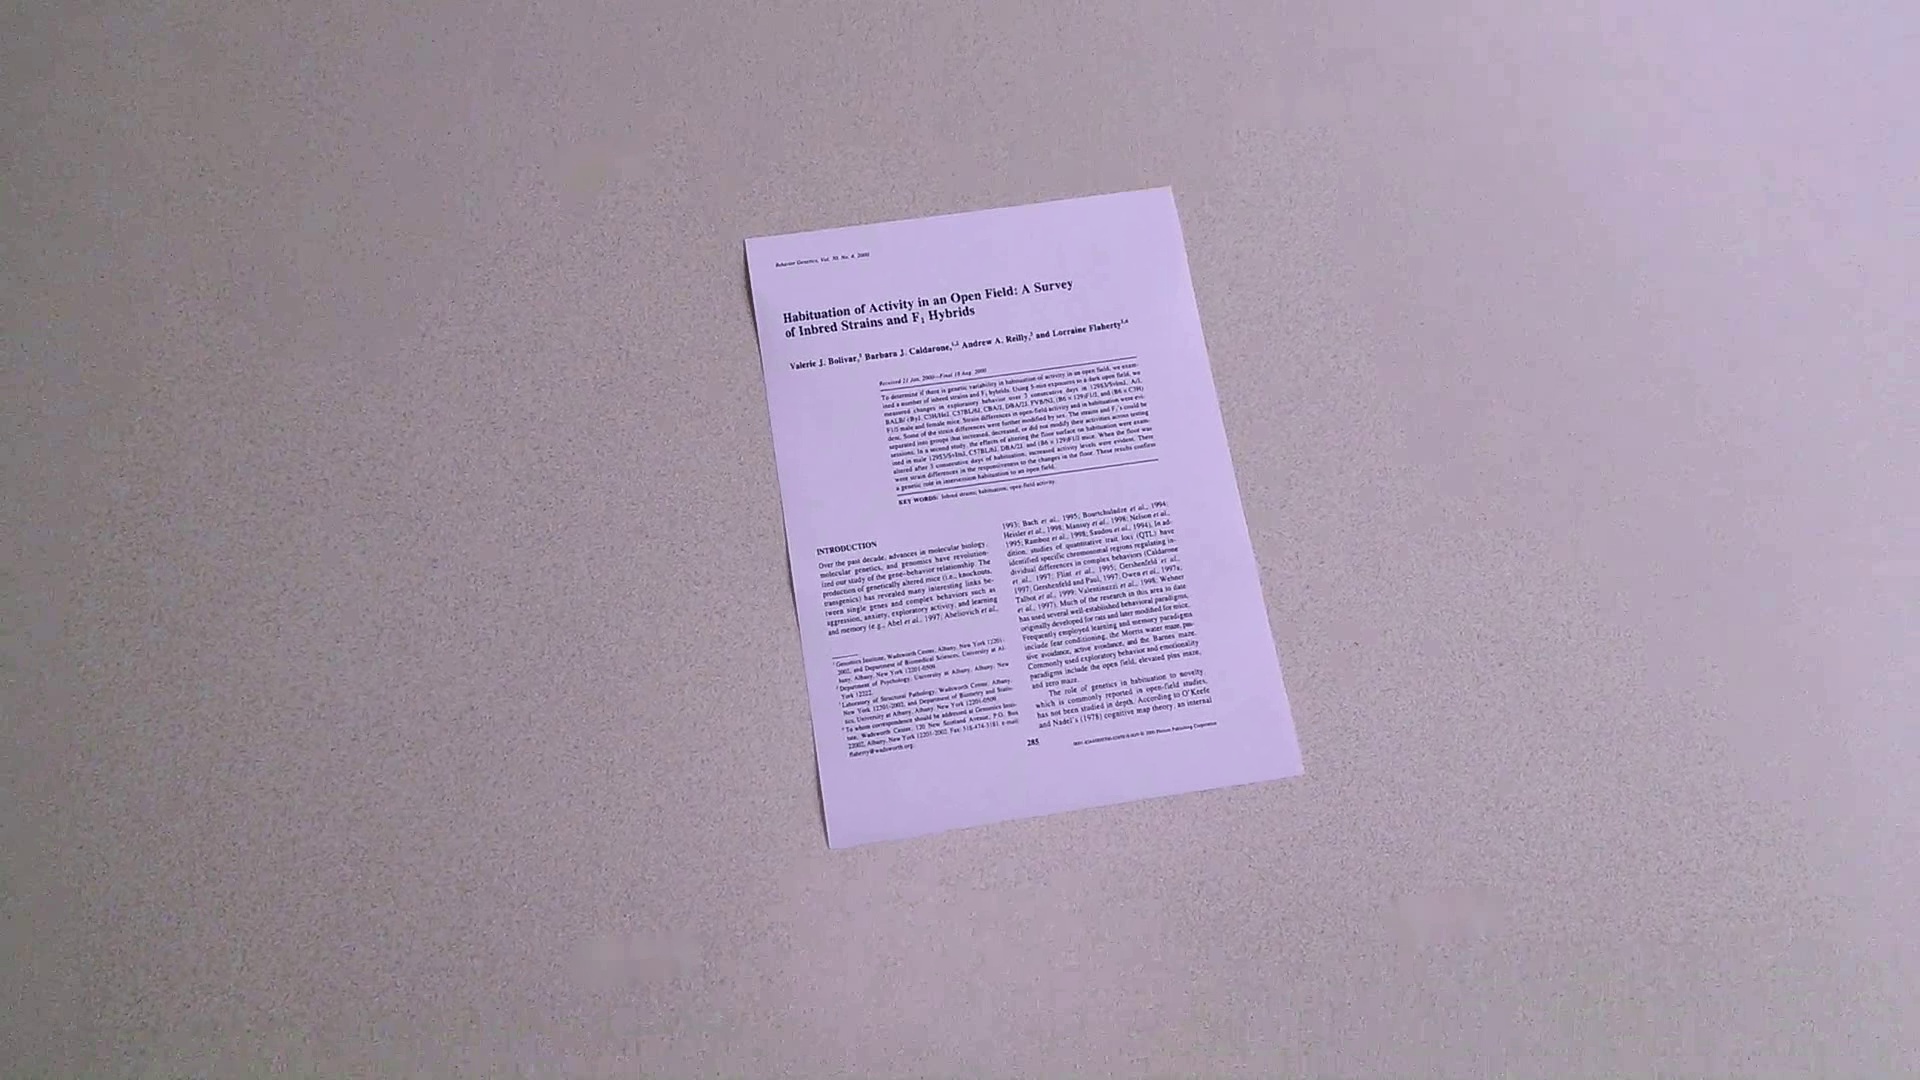 Behavior Genetics, Vol. 30, No. 4, 2000
Habituation of Activity in an Open Field: A Survey
of Inbred Strains and F₁ Hybrids
Valerie J. Bolivar,¹ Barbara J. Caldarone,¹,² Andrew A. Reilly,³ and Lorraine Flaherty¹,⁴
Received 21 Jan. 2000—Final 18 Aug. 2000
To determine if there is genetic variability in habituation of activity in an open field, we exam-
ined a number of inbred strains and F₁ hybrids. Using 5-min exposures to a dark open field, we
measured changes in exploratory behavior over 3 consecutive days in 129S3/SvImJ, A/J,
BALB/cByJ, C3H/HeJ, C57BL/6J, CBA/J, DBA/2J, FVB/NJ, (B6 × 129)F1/J, and (B6 × C3H)
F1/J male and female mice. Strain differences in open-field activity and in habituation were evi-
dent. Some of the strain differences were further modified by sex. The strains and F₁'s could be
separated into groups that increased, decreased, or did not modify their activities across testing
sessions. In a second study, the effects of altering the floor surface on habituation were exam-
ined in male 129S3/SvImJ, C57BL/6J, DBA/2J, and (B6 × 129)F1/J mice. When the floor was
altered after 3 consecutive days of habituation, increased activity levels were evident. There
were strain differences in the responsiveness to the changes in the floor. These results confirm
a genetic role in intersession habituation to an open field.
KEY WORDS: Inbred strains; habituation; open-field activity.
INTRODUCTION
Over the past decade, advances in molecular biology,
molecular genetics, and genomics have revolution-
ized our study of the gene–behavior relationship. The
production of genetically altered mice (i.e., knockouts,
transgenics) has revealed many interesting links be-
tween single genes and complex behaviors such as
aggression, anxiety, exploratory activity, and learning
and memory (e.g., Abel et al., 1997; Abeliovich et al.,
¹ Genomics Institute, Wadsworth Center, Albany, New York 12201-
2002, and Department of Biomedical Sciences, University at Al-
bany, Albany, New York 12201-0509.
² Department of Psychology, University at Albany, Albany, New
York 12222.
³ Laboratory of Structural Pathology, Wadsworth Center, Albany,
New York 12201-2002, and Department of Biometry and Statis-
tics, University at Albany, Albany, New York 12201-0509.
⁴ To whom correspondence should be addressed at Genomics Insti-
tute, Wadsworth Center, 120 New Scotland Avenue, P.O. Box
22002, Albany, New York 12201-2002. Fax: 518-474-3181. e-mail:
flaherty@wadsworth.org.
1993; Bach et al., 1995; Bourtchuladze et al., 1994;
Heisler et al., 1998; Mansuy et al., 1998; Nelson et al.,
1995; Ramboz et al., 1998; Saudou et al., 1994). In ad-
dition, studies of quantitative trait loci (QTL) have
identified specific chromosomal regions regulating in-
dividual differences in complex behaviors (Caldarone
et al., 1997; Flint et al., 1995; Gershenfeld et al.,
1997; Gershenfeld and Paul, 1997; Owen et al., 1997a;
Talbot et al., 1999; Valentinuzzi et al., 1998; Wehner
et al., 1997). Much of the research in this area to date
has used several well-established behavioral paradigms,
originally developed for rats and later modified for mice.
Frequently employed learning and memory paradigms
include fear conditioning, the Morris water maze, pas-
sive avoidance, active avoidance, and the Barnes maze.
Commonly used exploratory behavior and emotionality
paradigms include the open field, elevated plus maze,
and zero maze.
The role of genetics in habituation to novelty,
which is commonly reported in open-field studies,
has not been studied in depth. According to O'Keefe
and Nadel's (1978) cognitive map theory, an internal
285
© 2000 Plenum Publishing Corporation